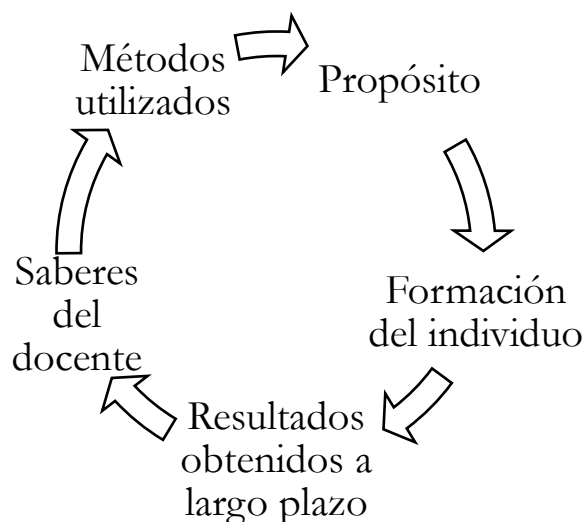 Métodos
utilizados
Propósito
Formación
del individuo
Resultados
obtenidos a
largo plazo
Saberes
del
docente